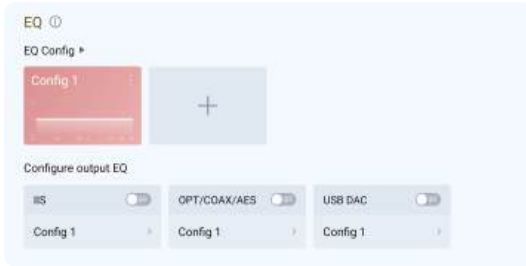 EQ
EQ Config
Config 1
Configure output EQ
IIS
OPT/COAX/AES
USB DAC
Config 1
Config 1
Config 1